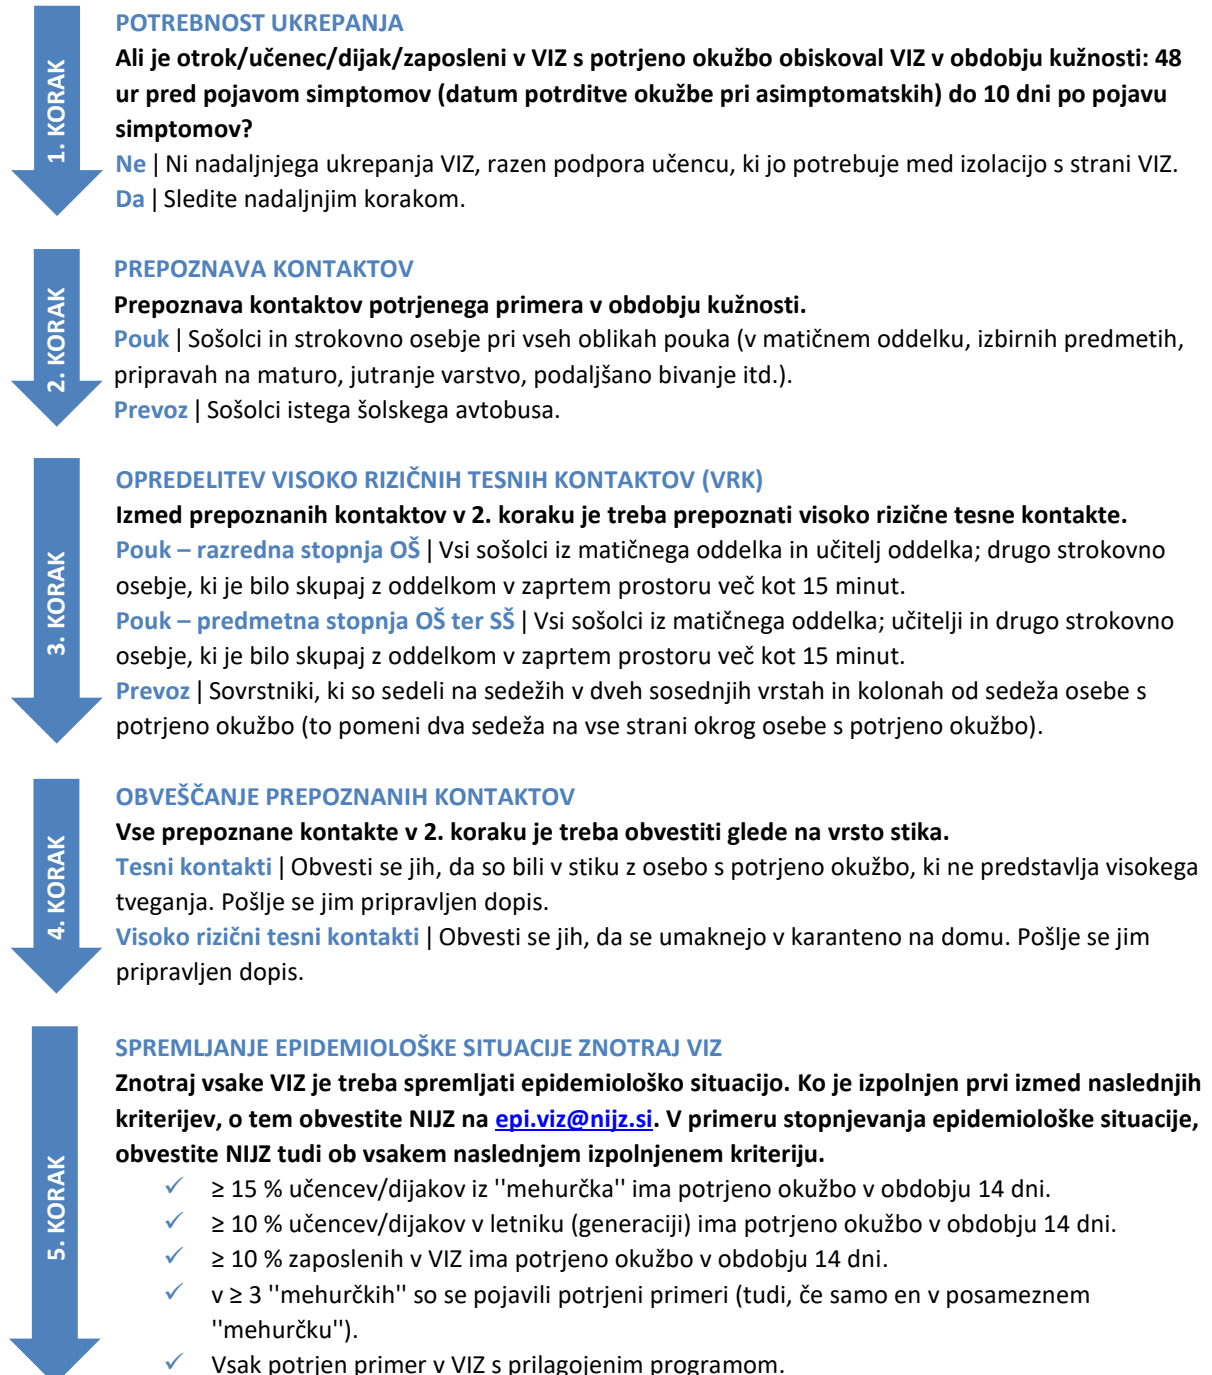 1. KORAK
POTREBNOST UKREPANJA
Ali je otrok/učenec/dijak/zaposleni v VIZ s potrjeno okužbo obiskoval VIZ v obdobju kužnosti: 48
ur pred pojavom simptomov (datum potrditve okužbe pri asimptomatskih) do 10 dni po pojavu
simptomov?
Ne | Ni nadaljnjega ukrepanja VIZ, razen podpora učencu, ki jo potrebuje med izolacijo s strani VIZ.
Da | Sledite nadaljnjim korakom.
2. KORAK
PREPOZNAVA KONTAKTOV
Prepoznava kontaktov potrjenega primera v obdobju kužnosti.
Pouk | Sošolci in strokovno osebje pri vseh oblikah pouka (v matičnem oddelku, izbirnih predmetih,
pripravah na maturo, jutranje varstvo, podaljšano bivanje itd.).
Prevoz | Sošolci istega šolskega avtobusa.
3. KORAK
OPREDELITEV VISOKO RIZIČNIH TESNIH KONTAKTOV (VRK)
Izmed prepoznanih kontaktov v 2. koraku je treba prepoznati visoko rizične tesne kontakte.
Pouk – razredna stopnja OŠ | Vsi sošolci iz matičnega oddelka in učitelj oddelka; drugo strokovno
osebje, ki je bilo skupaj z oddelkom v zaprtem prostoru več kot 15 minut.
Pouk – predmetna stopnja OŠ ter SŠ | Vsi sošolci iz matičnega oddelka; učitelji in drugo strokovno
osebje, ki je bilo skupaj z oddelkom v zaprtem prostoru več kot 15 minut.
Prevoz | Sovrstniki, ki so sedeli na sedežih v dveh sosednjih vrstah in kolonah od sedeža osebe s
potrjeno okužbo (to pomeni dva sedeža na vse strani okrog osebe s potrjeno okužbo).
4. KORAK
OBVEŠČANJE PREPOZNANIH KONTAKTOV
Vse prepoznane kontakte v 2. koraku je treba obvestiti glede na vrsto stika.
Tesni kontakti | Obvesti se jih, da so bili v stiku z osebo s potrjeno okužbo, ki ne predstavlja visokega
tveganja. Pošlje se jim pripravljen dopis.
Visoko rizični tesni kontakti | Obvesti se jih, da se umaknejo v karanteno na domu. Pošlje se jim
pripravljen dopis.
5. KORAK
SPREMLJANJE EPIDEMIOLOŠKE SITUACIJE ZNOTRAJ VIZ
Znotraj vsake VIZ je treba spremljati epidemiološko situacijo. Ko je izpolnjen prvi izmed naslednjih
kriterijev, o tem obvestite NIJZ na epi.viz@nijz.si. V primeru stopnjevanja epidemiološke situacije,
obvestite NIJZ tudi ob vsakem naslednjem izpolnjenem kriteriju.
✓ ≥ 15 % učencev/dijakov iz ''mehurčka'' ima potrjeno okužbo v obdobju 14 dni.
✓ ≥ 10 % učencev/dijakov v letniku (generaciji) ima potrjeno okužbo v obdobju 14 dni.
✓ ≥ 10 % zaposlenih v VIZ ima potrjeno okužbo v obdobju 14 dni.
✓ v ≥ 3 ''mehurčkih'' so se pojavili potrjeni primeri (tudi, če samo en v posameznem
''mehurčku'').
✓ Vsak potrjen primer v VIZ s prilagojenim programom.